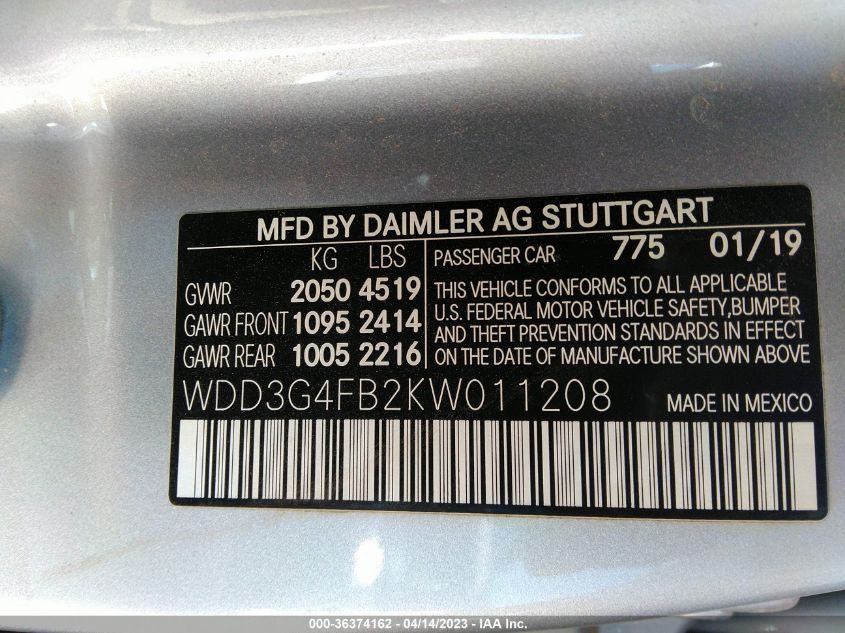 MFD BY DAIMLER AG STUTTGART
KG LBS
GVWR 2050 4519
GAWR FRONT 1095 2414
GAWR REAR 1005 2216
PASSENGER CAR 775 01/19
THIS VEHICLE CONFORMS TO ALL APPLICABLE
U.S. FEDERAL MOTOR VEHICLE SAFETY,BUMPER
AND THEFT PREVENTION STANDARDS IN EFFECT
ON THE DATE OF MANUFACTURE SHOWN ABOVE
WDD3G4FB2KW011208 MADE IN MEXICO
000-36374162 - 04/14/2023 - IAA Inc.